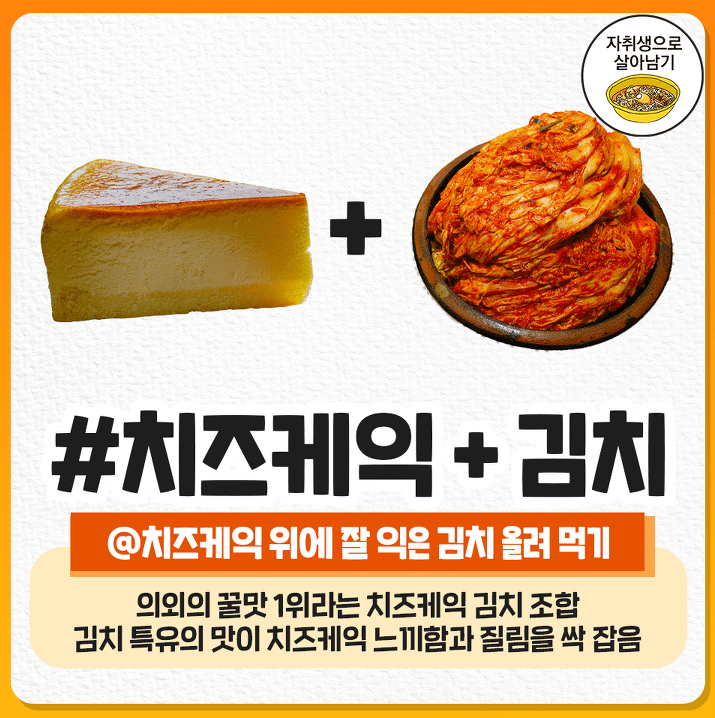 자취생으로
살아남기
+
#치즈케익 + 김치
@치즈케익 위에 잘 익은 김치 올려 먹기
의외의 꿀맛 1위라는 치즈케익 김치 조합
김치 특유의 맛이 치즈케익 느끼함과 질림을 싹 잡음